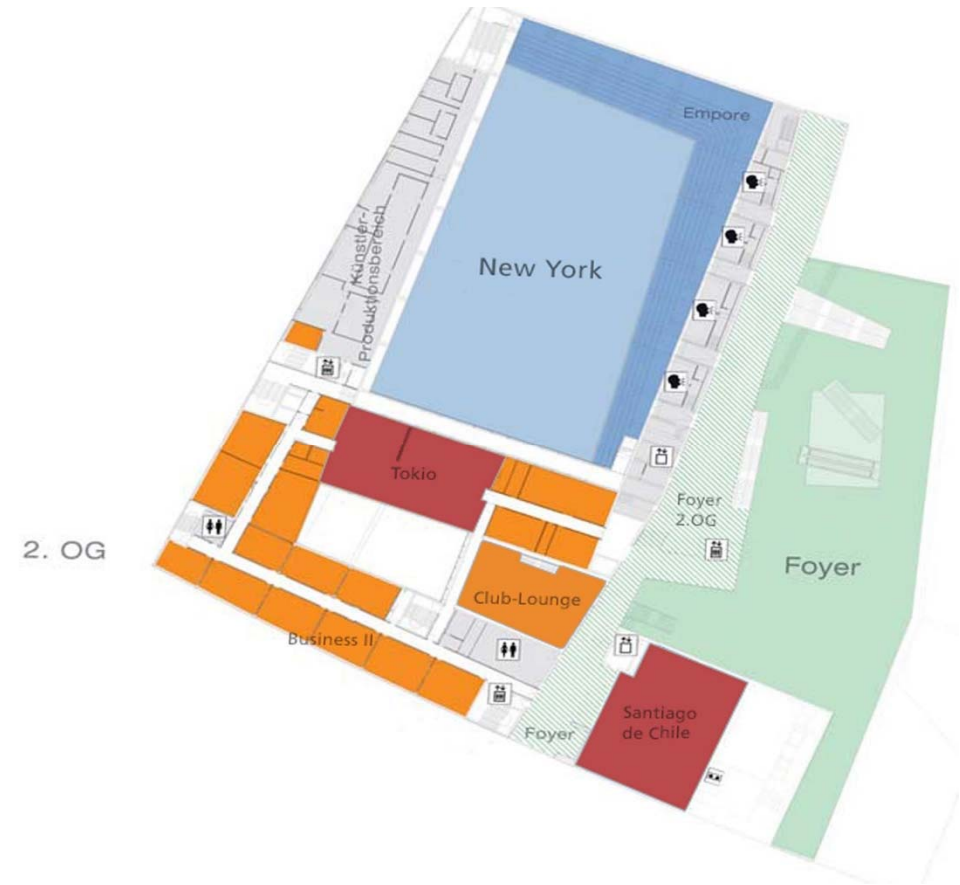 Empore
New York
Künstler-/
Produktionsbereich
Tokio
Foyer
2.OG
2. OG
Foyer
Club-Lounge
Business II
Santiago
de Chile
Foyer